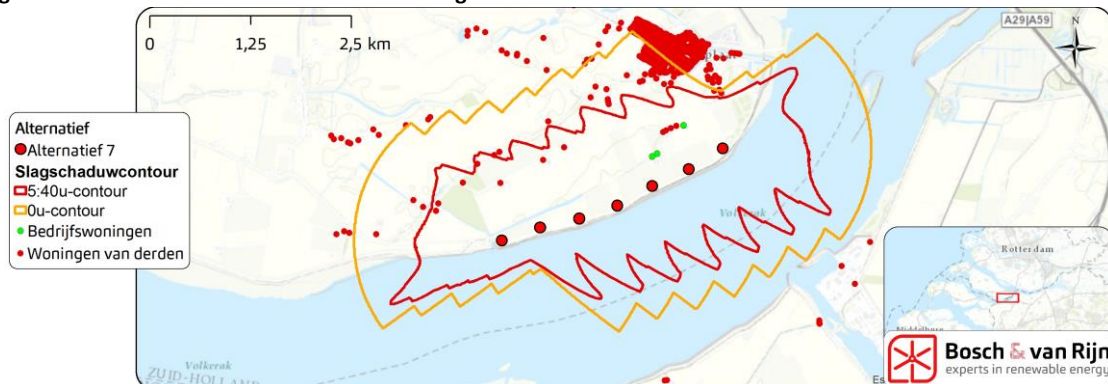 0
1,25
2,5 km
A29|A59
N
Alternatief
Alternatief 7
Slagschaduwcontour
5:40u-contour
0u-contour
Bedrijfswoningen
Woningen van derden
Volkerak
Volkerak
ZUID-HOLLAND
Rotterdam
Middelburg
Bosch & van Rijn
experts in renewable energy